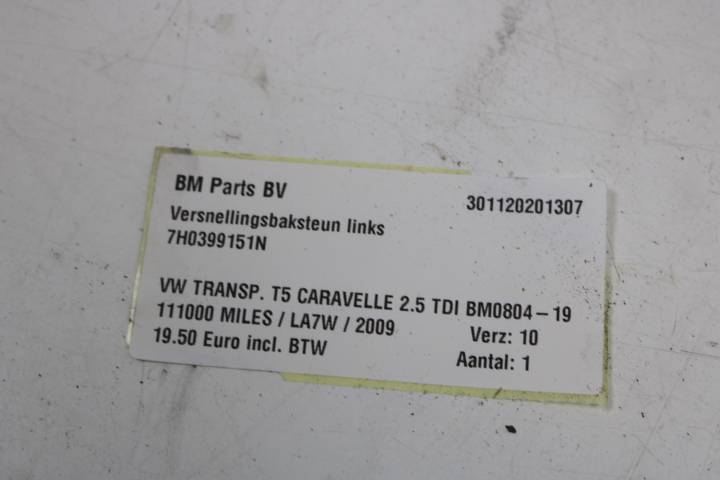 BM Parts BV 301120201307
Versnellingsbaksteun links
7H0399151N
VW TRANSP. T5 CARAVELLE 2.5 TDI BM0804-19
111000 MILES / LA7W / 2009 Verz: 10
19.50 Euro incl. BTW Aantal: 1